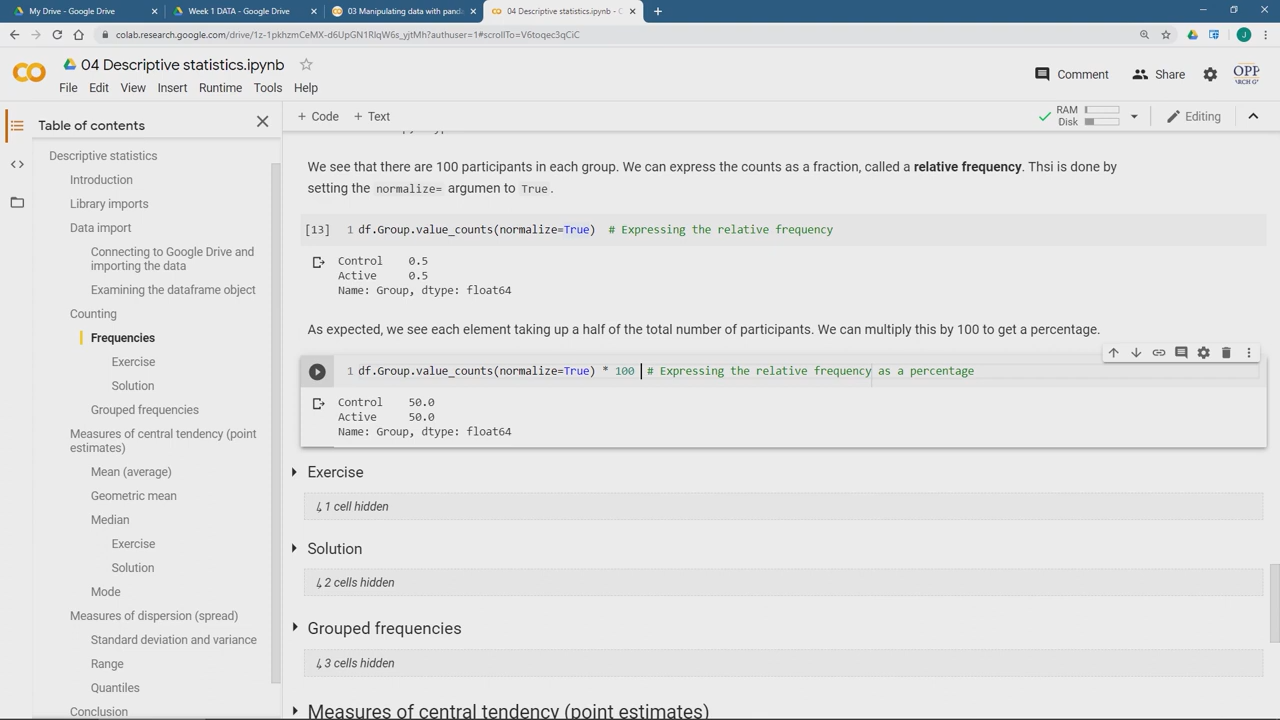 My Drive - Google Drive
Week 1 DATA - Google Drive
03 Manipulating data with panda
04 Descriptive statistics.ipynb - C
colab.research.google.com/drive/1z-1pkhzmCeMX-d6UpGN1RlqW6s_yjtMh?authuser=1#scrollTo=V6toqec3qCiC
J
04 Descriptive statistics.ipynb
Comment
Share
OPP
ARCH G
File Edit View Insert Runtime Tools Help
Table of contents
+ Code + Text
RAM
Disk
Editing
Descriptive statistics
Introduction
Library imports
Data import
Connecting to Google Drive and
importing the data
Examining the dataframe object
Counting
Frequencies
Exercise
Solution
Grouped frequencies
Measures of central tendency (point
estimates)
Mean (average)
Geometric mean
Median
Exercise
Solution
Mode
Measures of dispersion (spread)
Standard deviation and variance
Range
Quantiles
Conclusion
We see that there are 100 participants in each group. We can express the counts as a fraction, called a relative frequency. Thsi is done by
setting the normalize= argumen to True.
[13] 1 df.Group.value_counts(normalize=True) # Expressing the relative frequency
Control 0.5
Active 0.5
Name: Group, dtype: float64
As expected, we see each element taking up a half of the total number of participants. We can multiply this by 100 to get a percentage.
1 df.Group.value_counts(normalize=True) * 100 # Expressing the relative frequency as a percentage
Control 50.0
Active 50.0
Name: Group, dtype: float64
Exercise
↳ 1 cell hidden
Solution
↳ 2 cells hidden
Grouped frequencies
↳ 3 cells hidden
Measures of central tendency (point estimates)